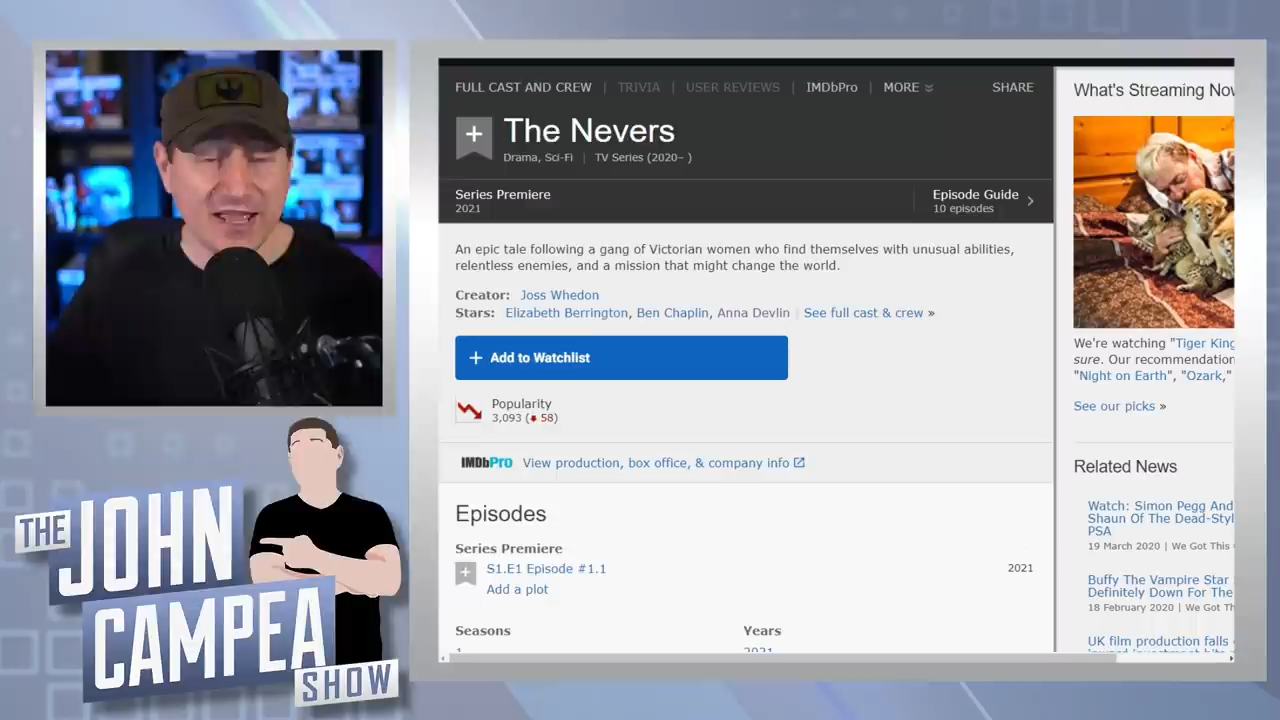 THE
JOHN
CAMPEA
SHOW
FULL CAST AND CREW | TRIVIA | USER REVIEWS | IMDbPro | MORE SHARE
+ The Nevers
Drama, Sci-Fi | TV Series (2020– )
Series Premiere
2021
Episode Guide
10 episodes
An epic tale following a gang of Victorian women who find themselves with unusual abilities,
relentless enemies, and a mission that might change the world.
Creator: Joss Whedon
Stars: Elizabeth Berrington, Ben Chaplin, Anna Devlin | See full cast & crew »
+ Add to Watchlist
Popularity
3,093 (58)
IMDbPro View production, box office, & company info
Episodes
Series Premiere
S1.E1 Episode #1.1 2021
Add a plot
Seasons Years
What's Streaming Now
We're watching "Tiger King
sure. Our recommendation
"Night on Earth", "Ozark,"
See our picks »
Related News
Watch: Simon Pegg And
Shaun Of The Dead-Styl
PSA
19 March 2020 | We Got This
Buffy The Vampire Star
Definitely Down For The
18 February 2020 | We Got Th
UK film production falls